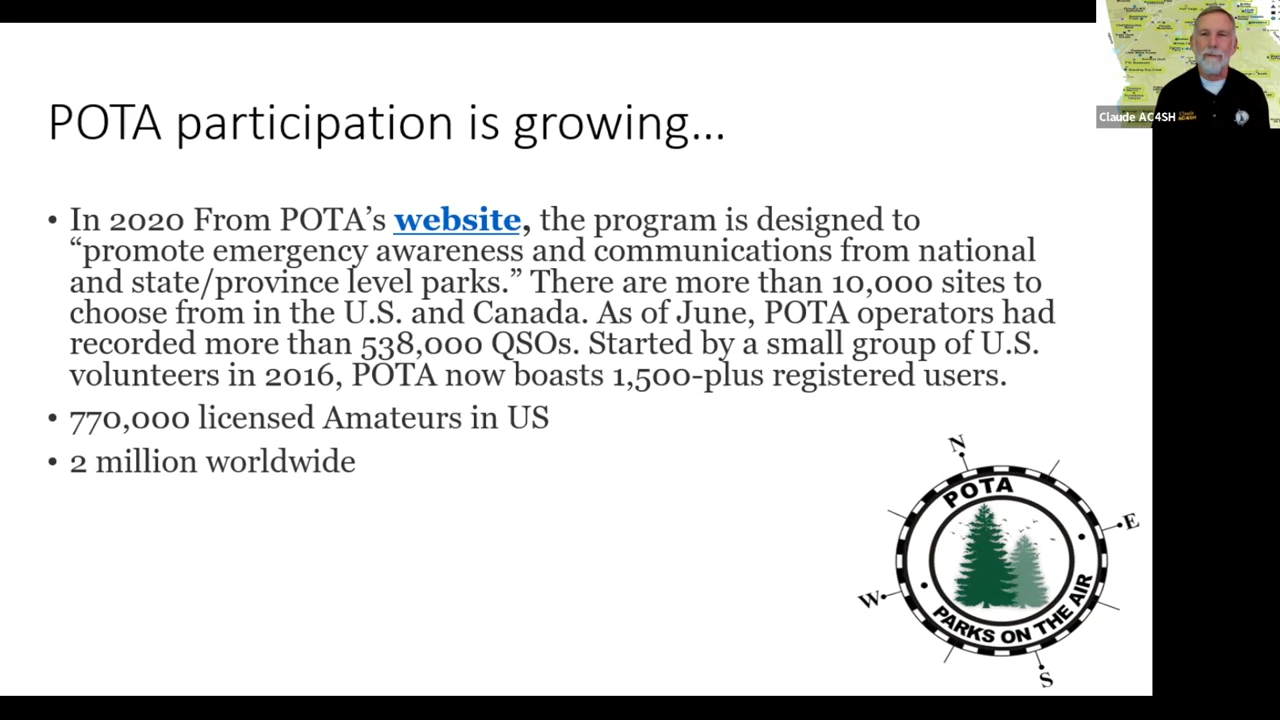 POTA participation is growing…
• In 2020 From POTA’s website, the program is designed to
“promote emergency awareness and communications from national
and state/province level parks.” There are more than 10,000 sites to
choose from in the U.S. and Canada. As of June, POTA operators had
recorded more than 538,000 QSOs. Started by a small group of U.S.
volunteers in 2016, POTA now boasts 1,500-plus registered users.
• 770,000 licensed Amateurs in US
• 2 million worldwide
Claude AC4SH
Claude
AC4SH
N
POTA
E
W
PARKS ON THE AIR
S